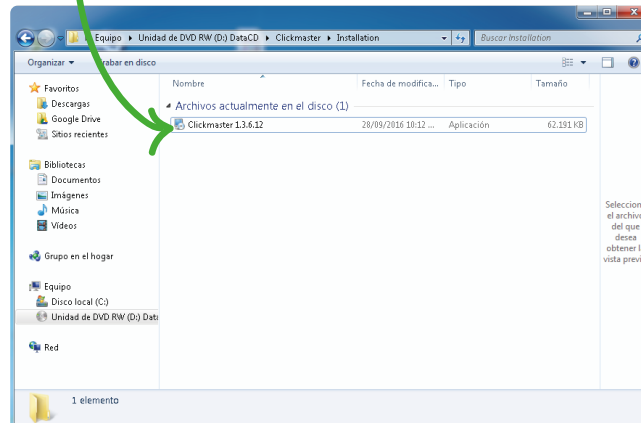 Equipo ▸ Unidad de DVD RW (D:) DataCD ▸ Clickmaster ▸ Installation
Buscar Installation
Organizar
rabar en disco
Nombre
Fecha de modifica...
Tipo
Tamaño
Favoritos
Descargas
Google Drive
Sitios recientes
Bibliotecas
Documentos
Imágenes
Música
Vídeos
Grupo en el hogar
Equipo
Disco local (C:)
Unidad de DVD RW (D:) Data
Red
Archivos actualmente en el disco (1)
Clickmaster 1.3.6.12
28/09/2016 10:12 ...
Aplicación
62.191 KB
Seleccion
el archivo
del que
desea
obtener l
vista previ
1 elemento